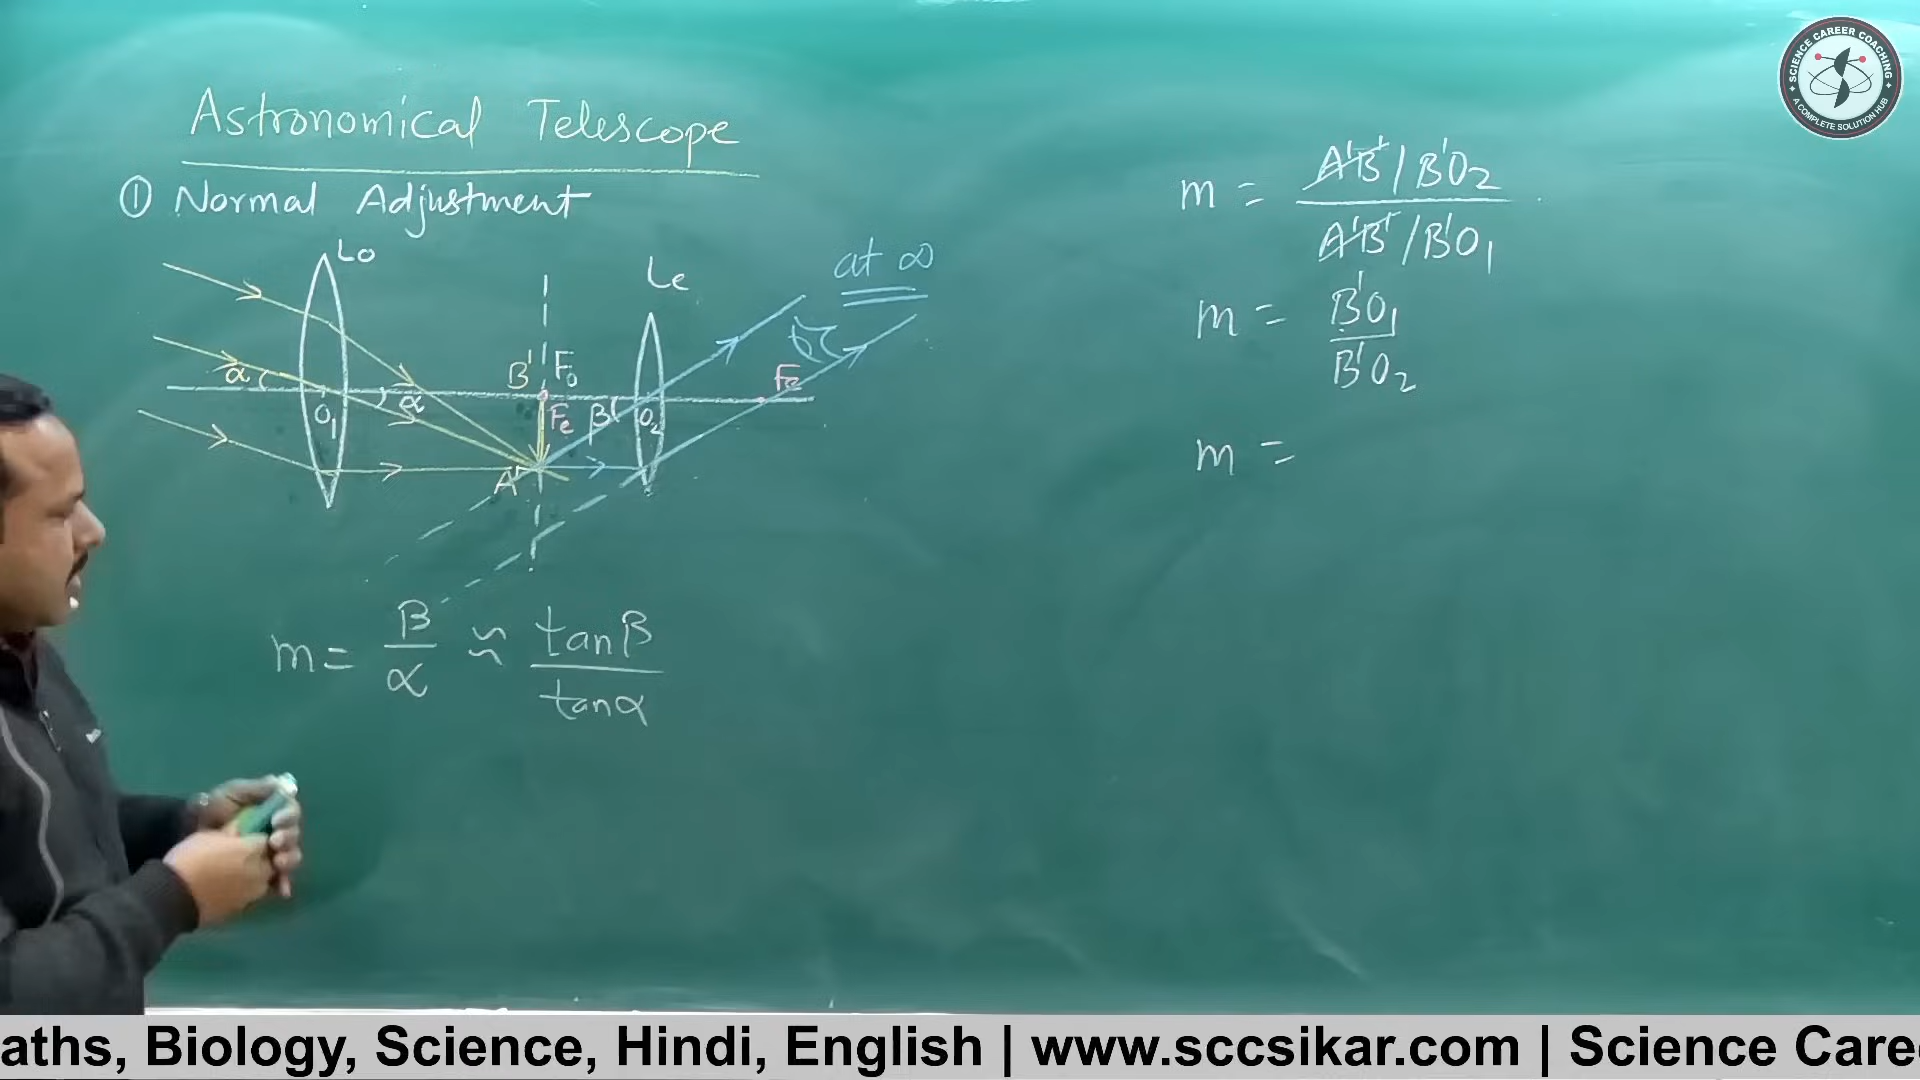 Astronomical Telescope
① Normal Adjustment
Lo
Le
at ∞
α
α
O₁
B' Fo
Fe
β
O₂
Fe
A'
m = β/α ≈ tanβ/tanα
m = A'B'/B'O₂
A'B'/B'O₁
m = B'O₁
B'O₂
m =
SCIENCE CAREER COACHING
A COMPLETE SOLUTION HUB
aths, Biology, Science, Hindi, English | www.sccsikar.com | Science Care